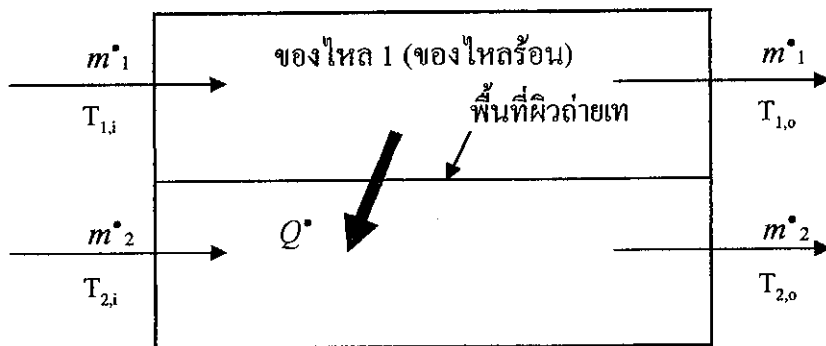 ของไหล 1 (ของไหลร้อน)
m•1
T1,i
m•1
T1,o
พื้นที่ผิวถ่ายเท
Q•
m•2
T2,i
m•2
T2,o